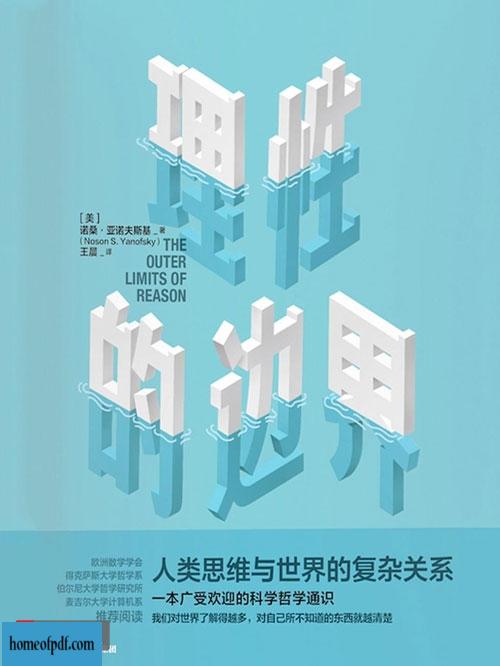 理性
[美]
诺桑·亚诺夫斯基_著
(Noson S. Yanofsky)
王晨_译
THE
OUTER
LIMITS OF
REASON
的边界
欧洲数学学会
得克萨斯大学哲学系
伯尔尼大学哲学研究所
麦吉尔大学计算机系
推荐阅读
人类思维与世界的复杂关系
一本广受欢迎的科学哲学通识
我们对世界了解得越多，对自己所不知道的东西就越清楚
homeofpdf.com